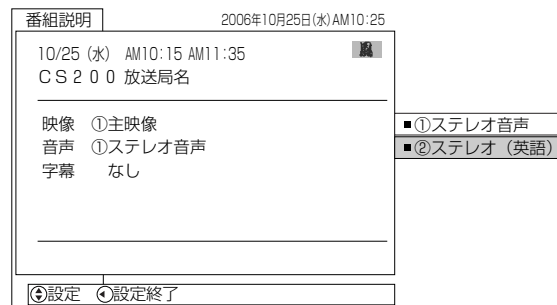 番組説明 2006年10月25日(水)AM10:25
10/25 (水) AM10:15 AM11:35
CS200 放送局名
映像 ①主映像
音声 ①ステレオ音声
字幕 なし
■①ステレオ音声
■②ステレオ（英語）
設定 設定終了